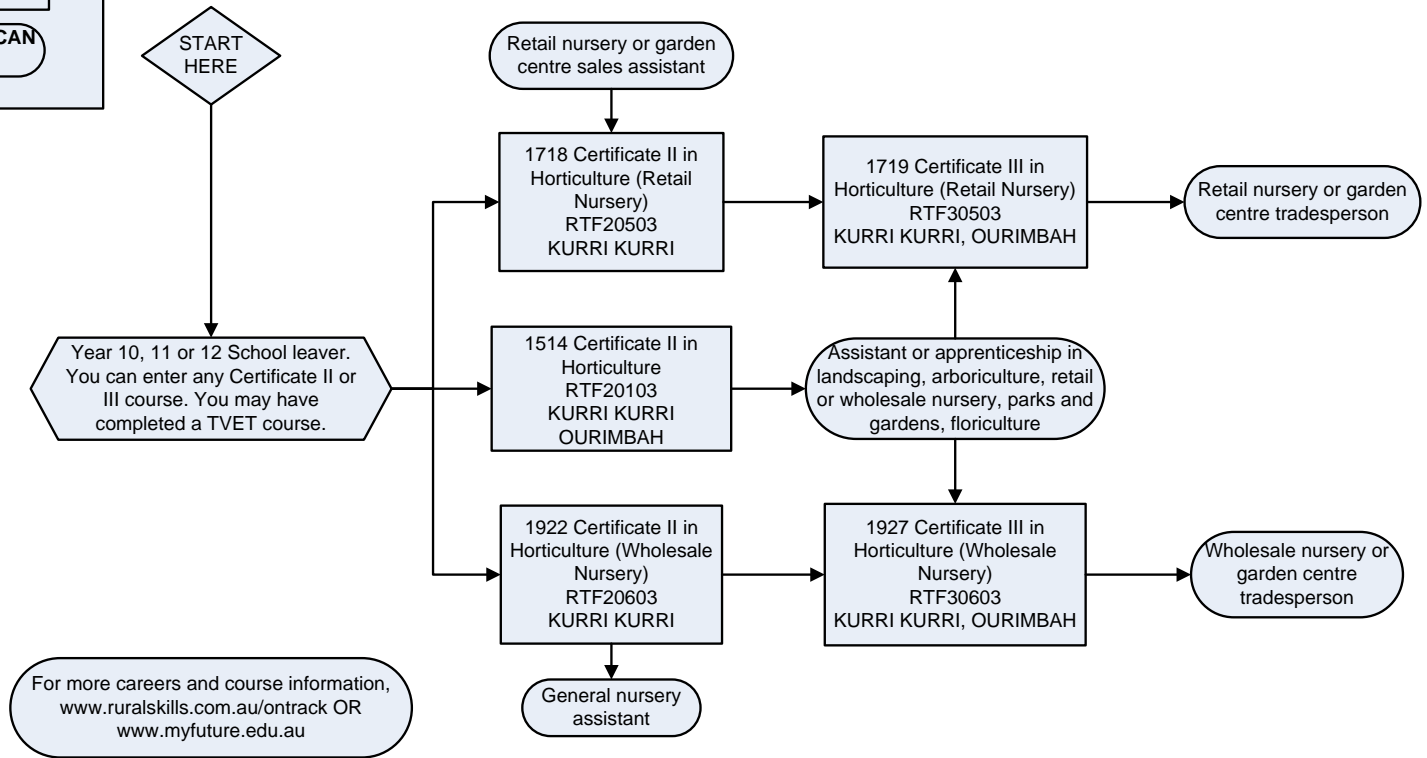 CAN
START
HERE
Retail nursery or garden
centre sales assistant
1718 Certificate II in
Horticulture (Retail
Nursery)
RTF20503
KURRI KURRI
1719 Certificate III in
Horticulture (Retail Nursery)
RTF30503
KURRI KURRI, OURIMBAH
Retail nursery or garden
centre tradesperson
Year 10, 11 or 12 School leaver.
You can enter any Certificate II or
III course. You may have
completed a TVET course.
1514 Certificate II in
Horticulture
RTF20103
KURRI KURRI
OURIMBAH
Assistant or apprenticeship in
landscaping, arboriculture, retail
or wholesale nursery, parks and
gardens, floriculture
1922 Certificate II in
Horticulture (Wholesale
Nursery)
RTF20603
KURRI KURRI
1927 Certificate III in
Horticulture (Wholesale
Nursery)
RTF30603
KURRI KURRI, OURIMBAH
Wholesale nursery or
garden centre
tradesperson
General nursery
assistant
For more careers and course information,
www.ruralskills.com.au/ontrack OR
www.myfuture.edu.au